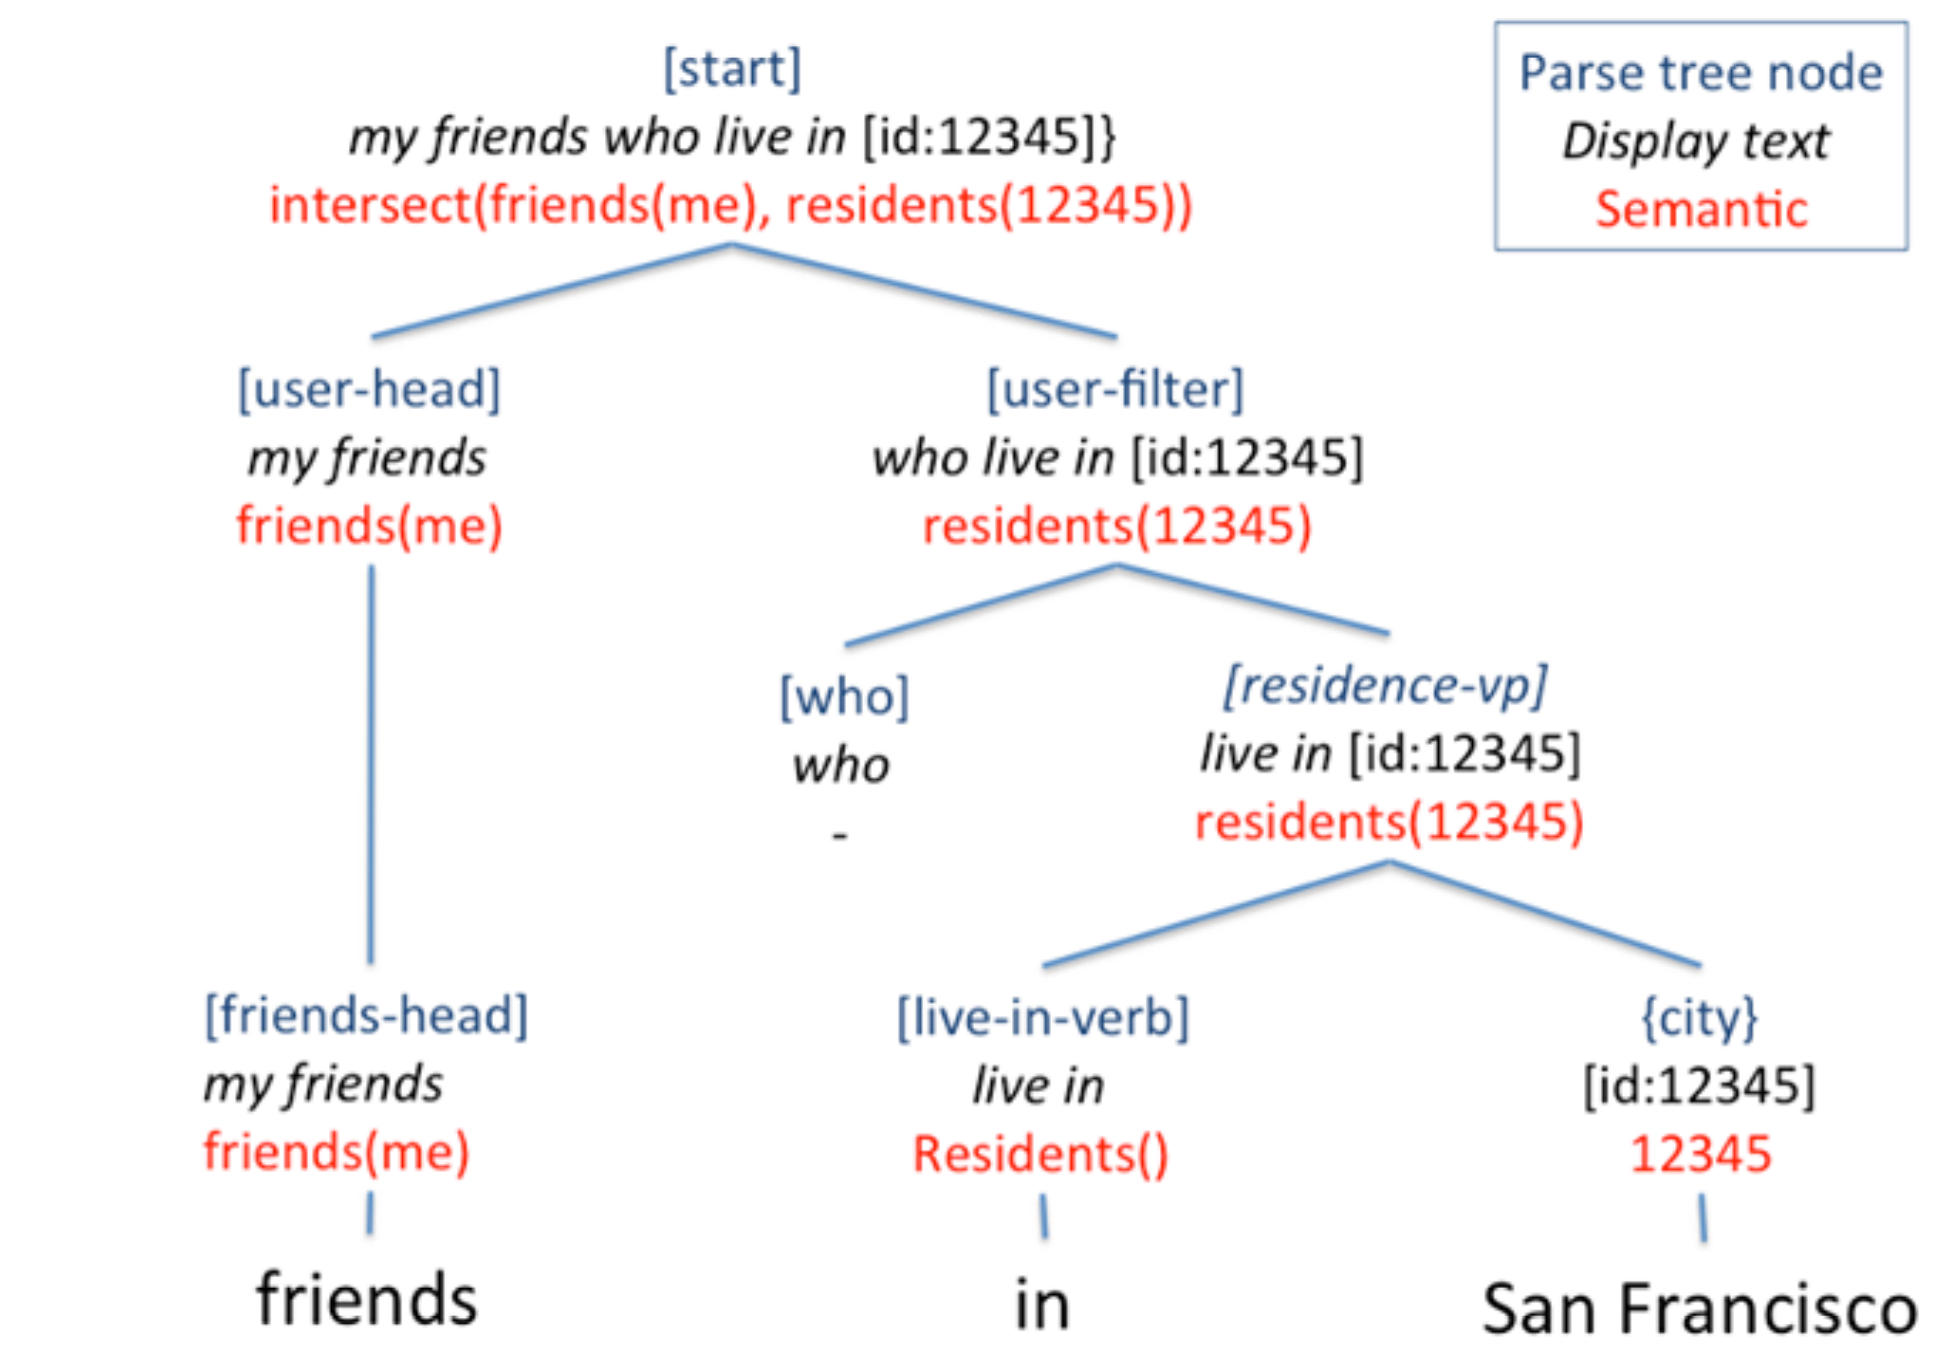 [start]
my friends who live in [id:12345]}
intersect(friends(me), residents(12345))
Parse tree node
Display text
Semantic
[user-head]
my friends
friends(me)
[user-filter]
who live in [id:12345]
residents(12345)
[who]
who
-
[residence-vp]
live in [id:12345]
residents(12345)
[friends-head]
my friends
friends(me)
[live-in-verb]
live in
Residents()
{city}
[id:12345]
12345
friends
in
San Francisco